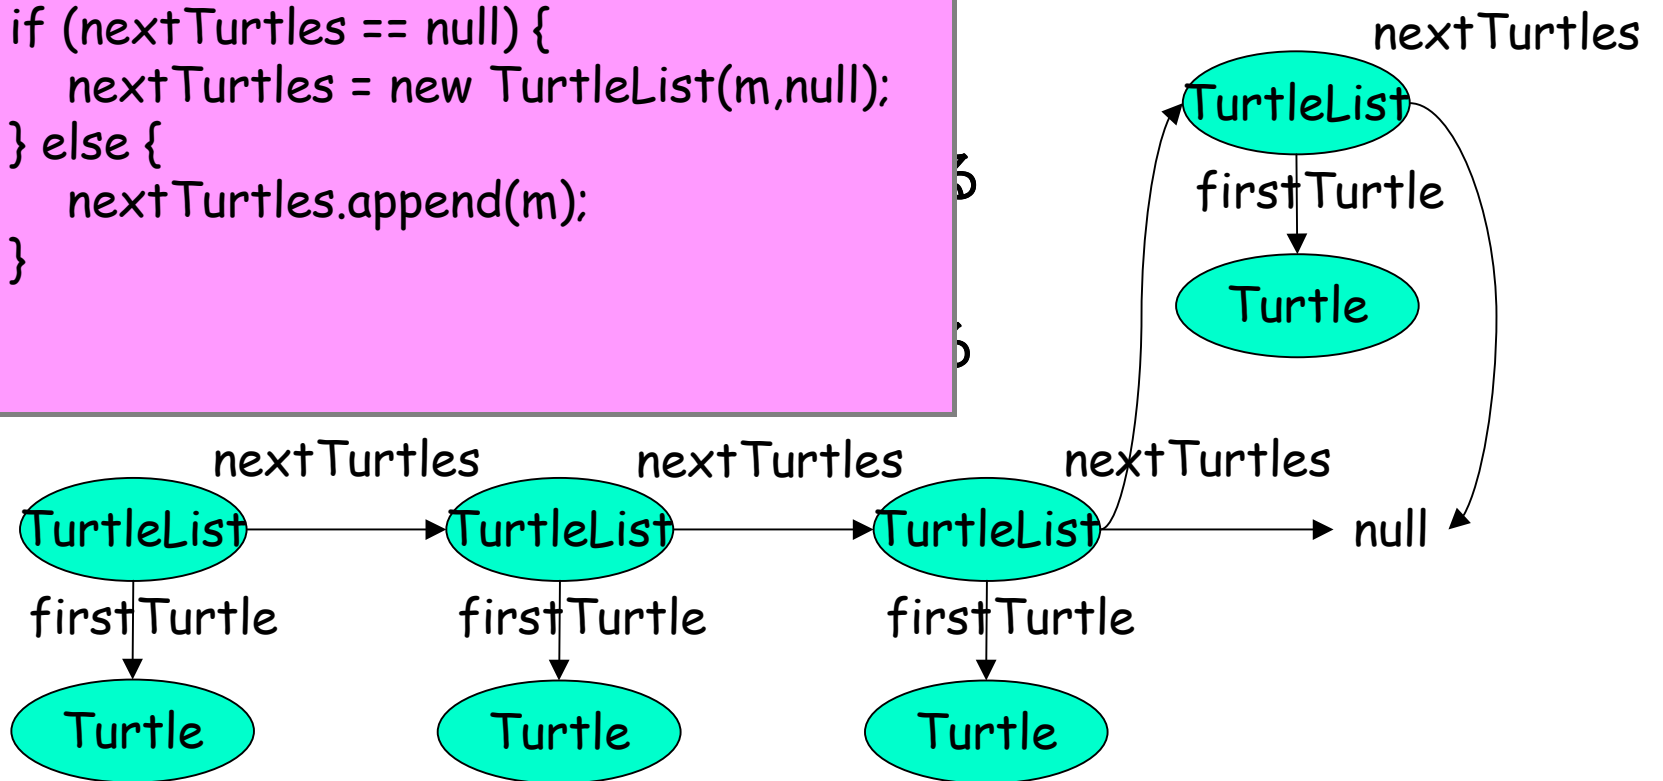 if (nextTurtles == null) {
nextTurtles = new TurtleList(m,null);
} else {
nextTurtles.append(m);
}
nextTurtles
TurtleList
firstTurtle
Turtle
nextTurtles nextTurtles nextTurtles
TurtleList TurtleList TurtleList null
firstTurtle firstTurtle firstTurtle
Turtle Turtle Turtle